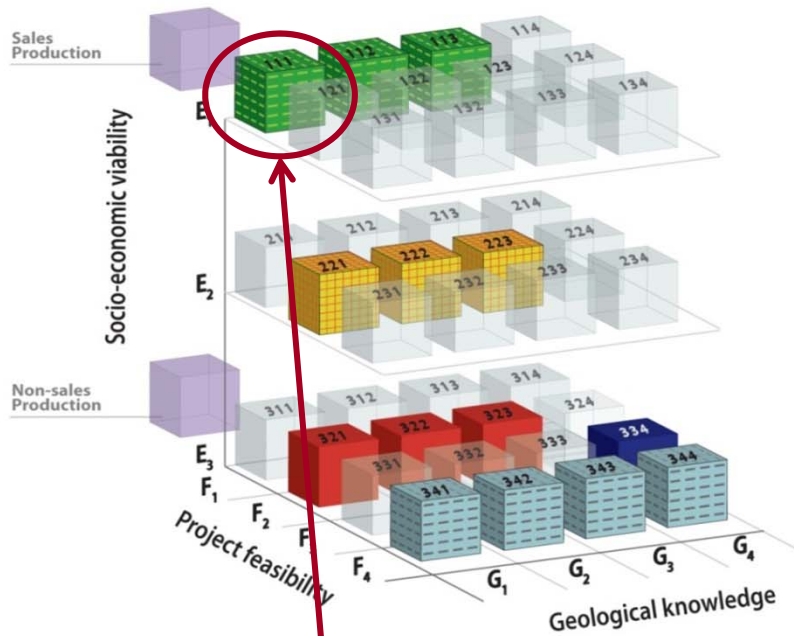 Sales
Production
Socio-economic viability
111 112 113 114
121 122 123 124
131 132 133 134
E
212 213 214
221 222 223 224
231 232 233 234
E₂
Non-sales
Production
311 312 313 314
321 322 323 324
331 332 333 334
341 342 343 344
E₃
F₁
F₂
F
F₄
Project feasibility
G₁
G₂
G₃
G₄
Geological knowledge